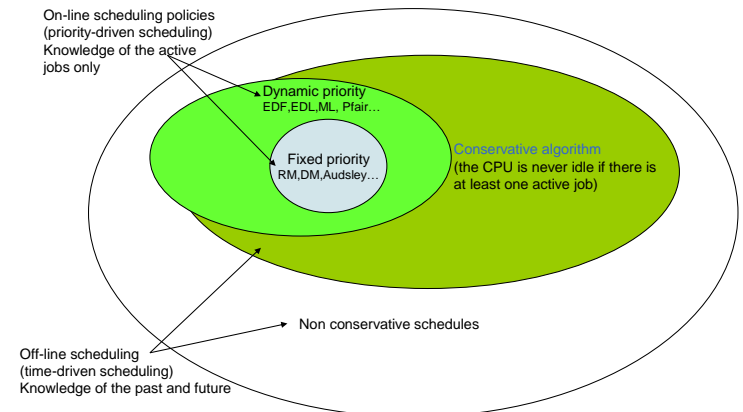 On-line scheduling policies
(priority-driven scheduling)
Knowledge of the active
jobs only
Dynamic priority
EDF,EDL,ML, Pfair…
Fixed priority
RM,DM,Audsley…
Conservative algorithm
(the CPU is never idle if there is
at least one active job)
Non conservative schedules
Off-line scheduling
(time-driven scheduling)
Knowledge of the past and future